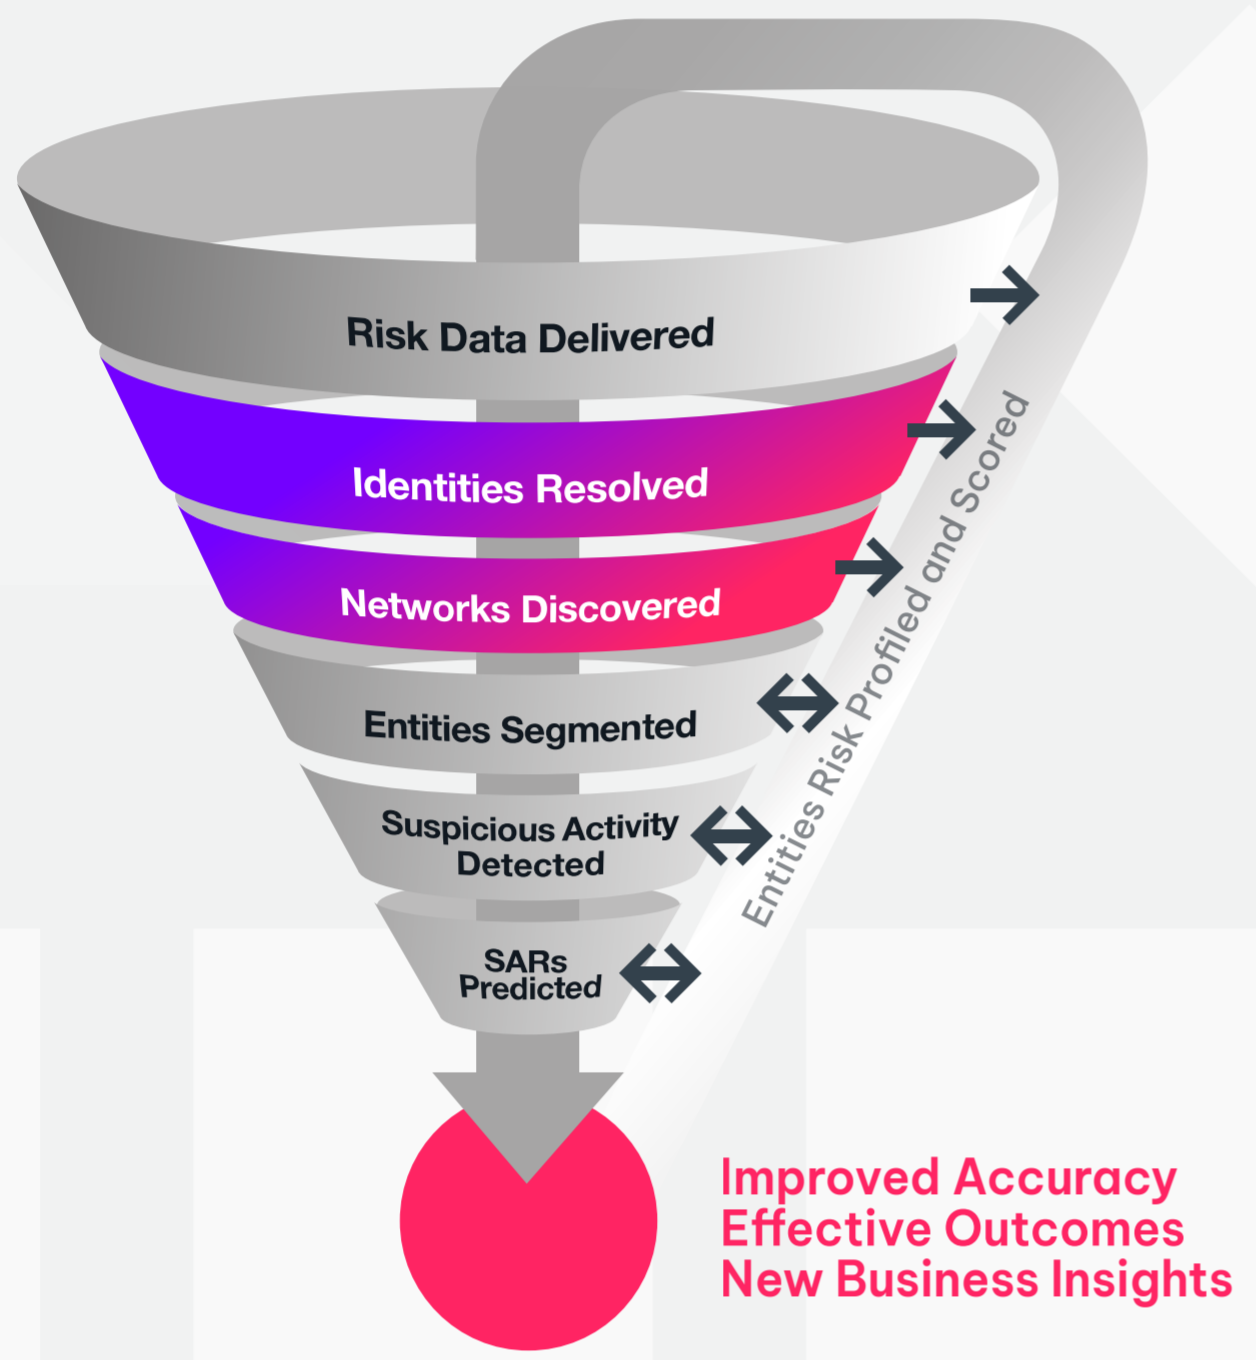 Risk Data Delivered
Identities Resolved
Networks Discovered
Entities Segmented
Suspicious Activity
Detected
SARs
Predicted
Entities Risk Profiled and Scored
Improved Accuracy
Effective Outcomes
New Business Insights